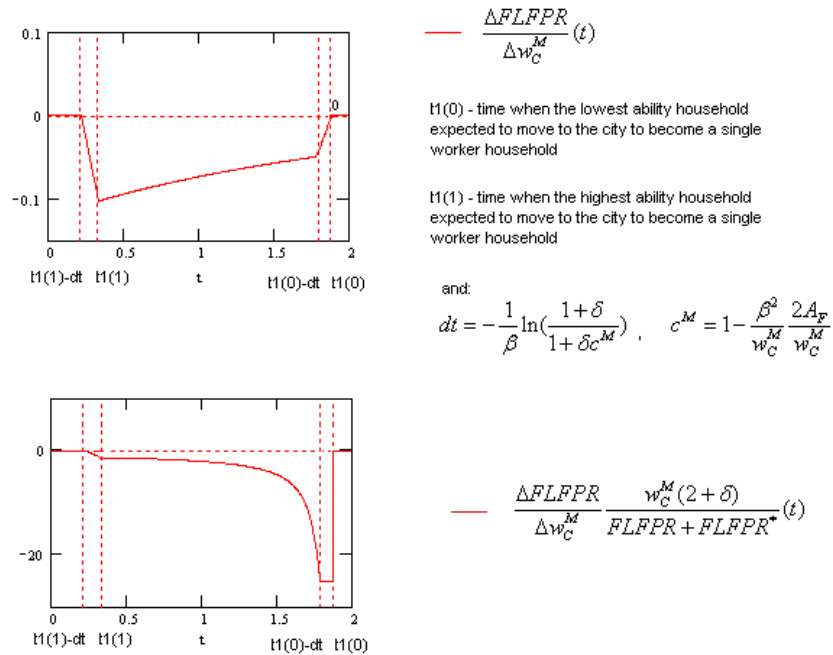 0.1
0
−0.1
0
0 0.5 1 1.5 2
t1(1)-dt t1(1) t t1(0)-dt t1(0)
ΔFLFPR/Δw_C^M (t)
t1(0) - time when the lowest ability household
expected to move to the city to become a single
worker household
t1(1) - time when the highest ability household
expected to move to the city to become a single
worker household
and:
dt = −1/β ln((1+δ)/(1+δc^M)) , c^M = 1 − β²/w_C^M 2A_F/w_C^M
0
−20
0 0.5 1 1.5 2
t1(1)-dt t1(1) t t1(0)-dt t1(0)
ΔFLFPR/Δw_C^M w_C^M(2+δ)/(FLFPR+FLFPR*) (t)